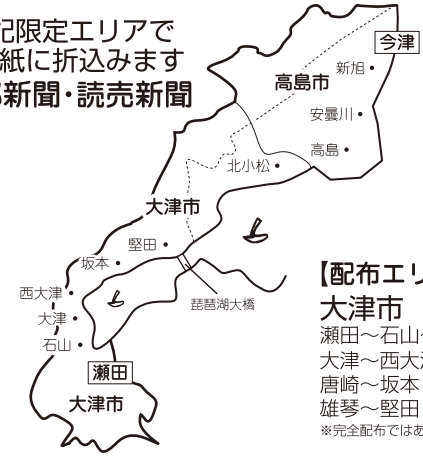 記限定エリアで
紙に折込みます
新聞・読売新聞
今津
高島市
新旭
安曇川
高島
北小松
大津市
堅田
坂本
西大津
琵琶湖大橋
大津
石山
瀬田
大津市
【配布エリ
大津市
瀬田～石山～
大津～西大
唐崎～坂本
雄琴～堅田
※完全配布ではあ